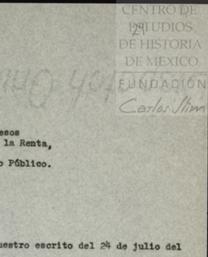 CENTRO DE
ESTUDIOS
DE HISTORIA
DE MEXICO
FUNDACIÓN
Carlos Slim
esos
la Renta,
o Público.
uestro escrito del 24 de julio del